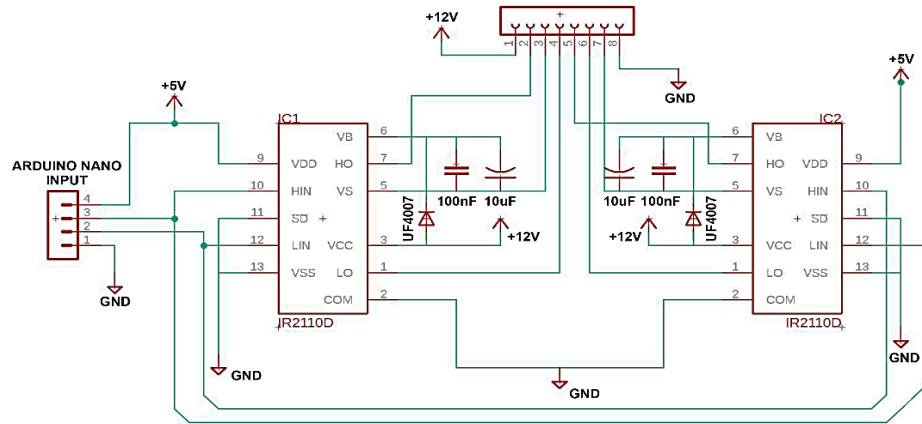 +12V
+
1 2 3 4 5 6 7 8
GND
+5V
+5V
IC1
IC2
ARDUINO NANO
INPUT
4
3
2
1
+
GND
9 VDD
10 HIN
11 SD +
12 LIN
13 VSS
VB 6
HO 7
VS 5
VCC 3
LO 1
COM 2
IR2110D
UF4007
100nF
10uF
+12V
10uF
100nF
UF4007
+12V
6 VB
7 HO
5 VS
3 VCC
1 LO
2 COM
VDD 9
HIN 10
+ SD 11
LIN 12
VSS 13
IR2110D
GND
GND
GND